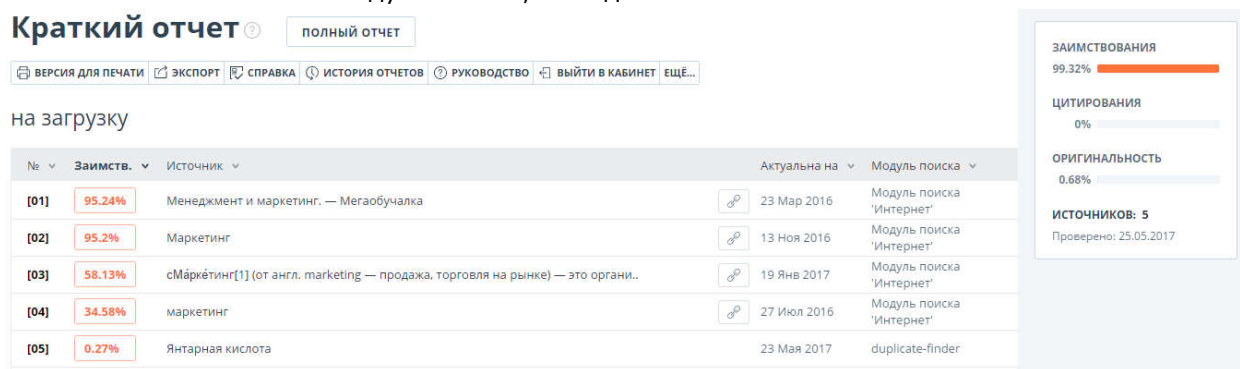 Краткий отчет ? ПОЛНЫЙ ОТЧЕТ
ВЕРСИЯ ДЛЯ ПЕЧАТИ ЭКСПОРТ СПРАВКА ИСТОРИЯ ОТЧЕТОВ ? РУКОВОДСТВО ВЫЙТИ В КАБИНЕТ ЕЩЁ...
на загрузку
№ Заимств. Источник Актуальна на Модуль поиска
[01] 95.24% Менеджмент и маркетинг. — Мегаобучалка 23 Мар 2016 Модуль поиска
'Интернет'
[02] 95.2% Маркетинг 13 Ноя 2016 Модуль поиска
'Интернет'
[03] 58.13% сМа́рке́тинг[1] (от англ. marketing — продажа, торговля на рынке) — это органи.. 19 Янв 2017 Модуль поиска
'Интернет'
[04] 34.58% маркетинг 27 Июл 2016 Модуль поиска
'Интернет'
[05] 0.27% Янтарная кислота 23 Мая 2017 duplicate-finder
ЗАИМСТВОВАНИЯ
99.32%
ЦИТИРОВАНИЯ
0%
ОРИГИНАЛЬНОСТЬ
0.68%
ИСТОЧНИКОВ: 5
Проверено: 25.05.2017